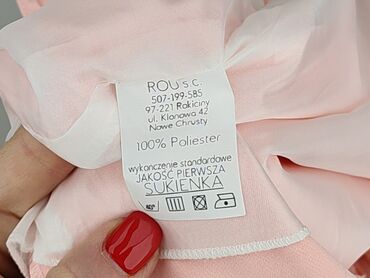 ROU s.c.
507-199-585
97-221 Rokiciny
ul. Klonowa 42
Nowe Chrusty
100% Poliester
wykończenie standardowe
JAKOŚĆ PIERWSZA
SUKIENKA
40°